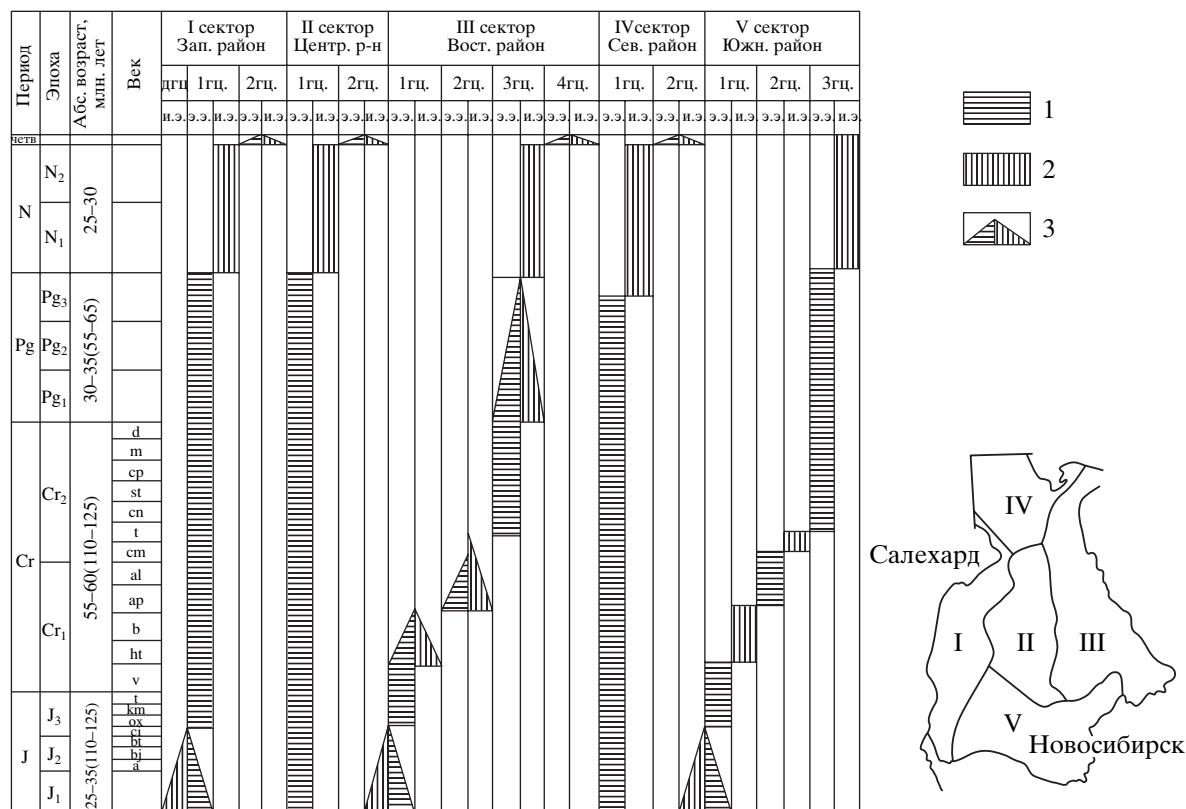 Период
Эпоха
Абс. возраст,
млн. лет
Век
I сектор
Зап. район
II сектор
Центр. р-н
III сектор
Вост. район
IVсектор
Сев. район
V сектор
Южн. район
дгц 1гц. 2гц. 1гц. 2гц. 1гц. 2гц. 3гц. 4гц. 1гц. 2гц. 1гц. 2гц. 3гц.
и.э. э.э. и.э. э.э. и.э. э.э. и.э. э.э. и.э. э.э. и.э. э.э. и.э. э.э. и.э. э.э. и.э. э.э. и.э. э.э. и.э. э.э. и.э. э.э. и.э. э.э. и.э.
четв
N
N2
N1
25–30
Pg
Pg3
Pg2
Pg1
30–35(55–65)
Cr
Cr2
Cr1
55–60(110–125)
d
m
cp
st
cn
t
cm
al
ap
b
ht
v
J
J3
J2
J1
25–35(110–125)
t
km
ox
cl
bt
bj
a
1
2
3
IV
Салехард
I
II
III
V
Новосибирск